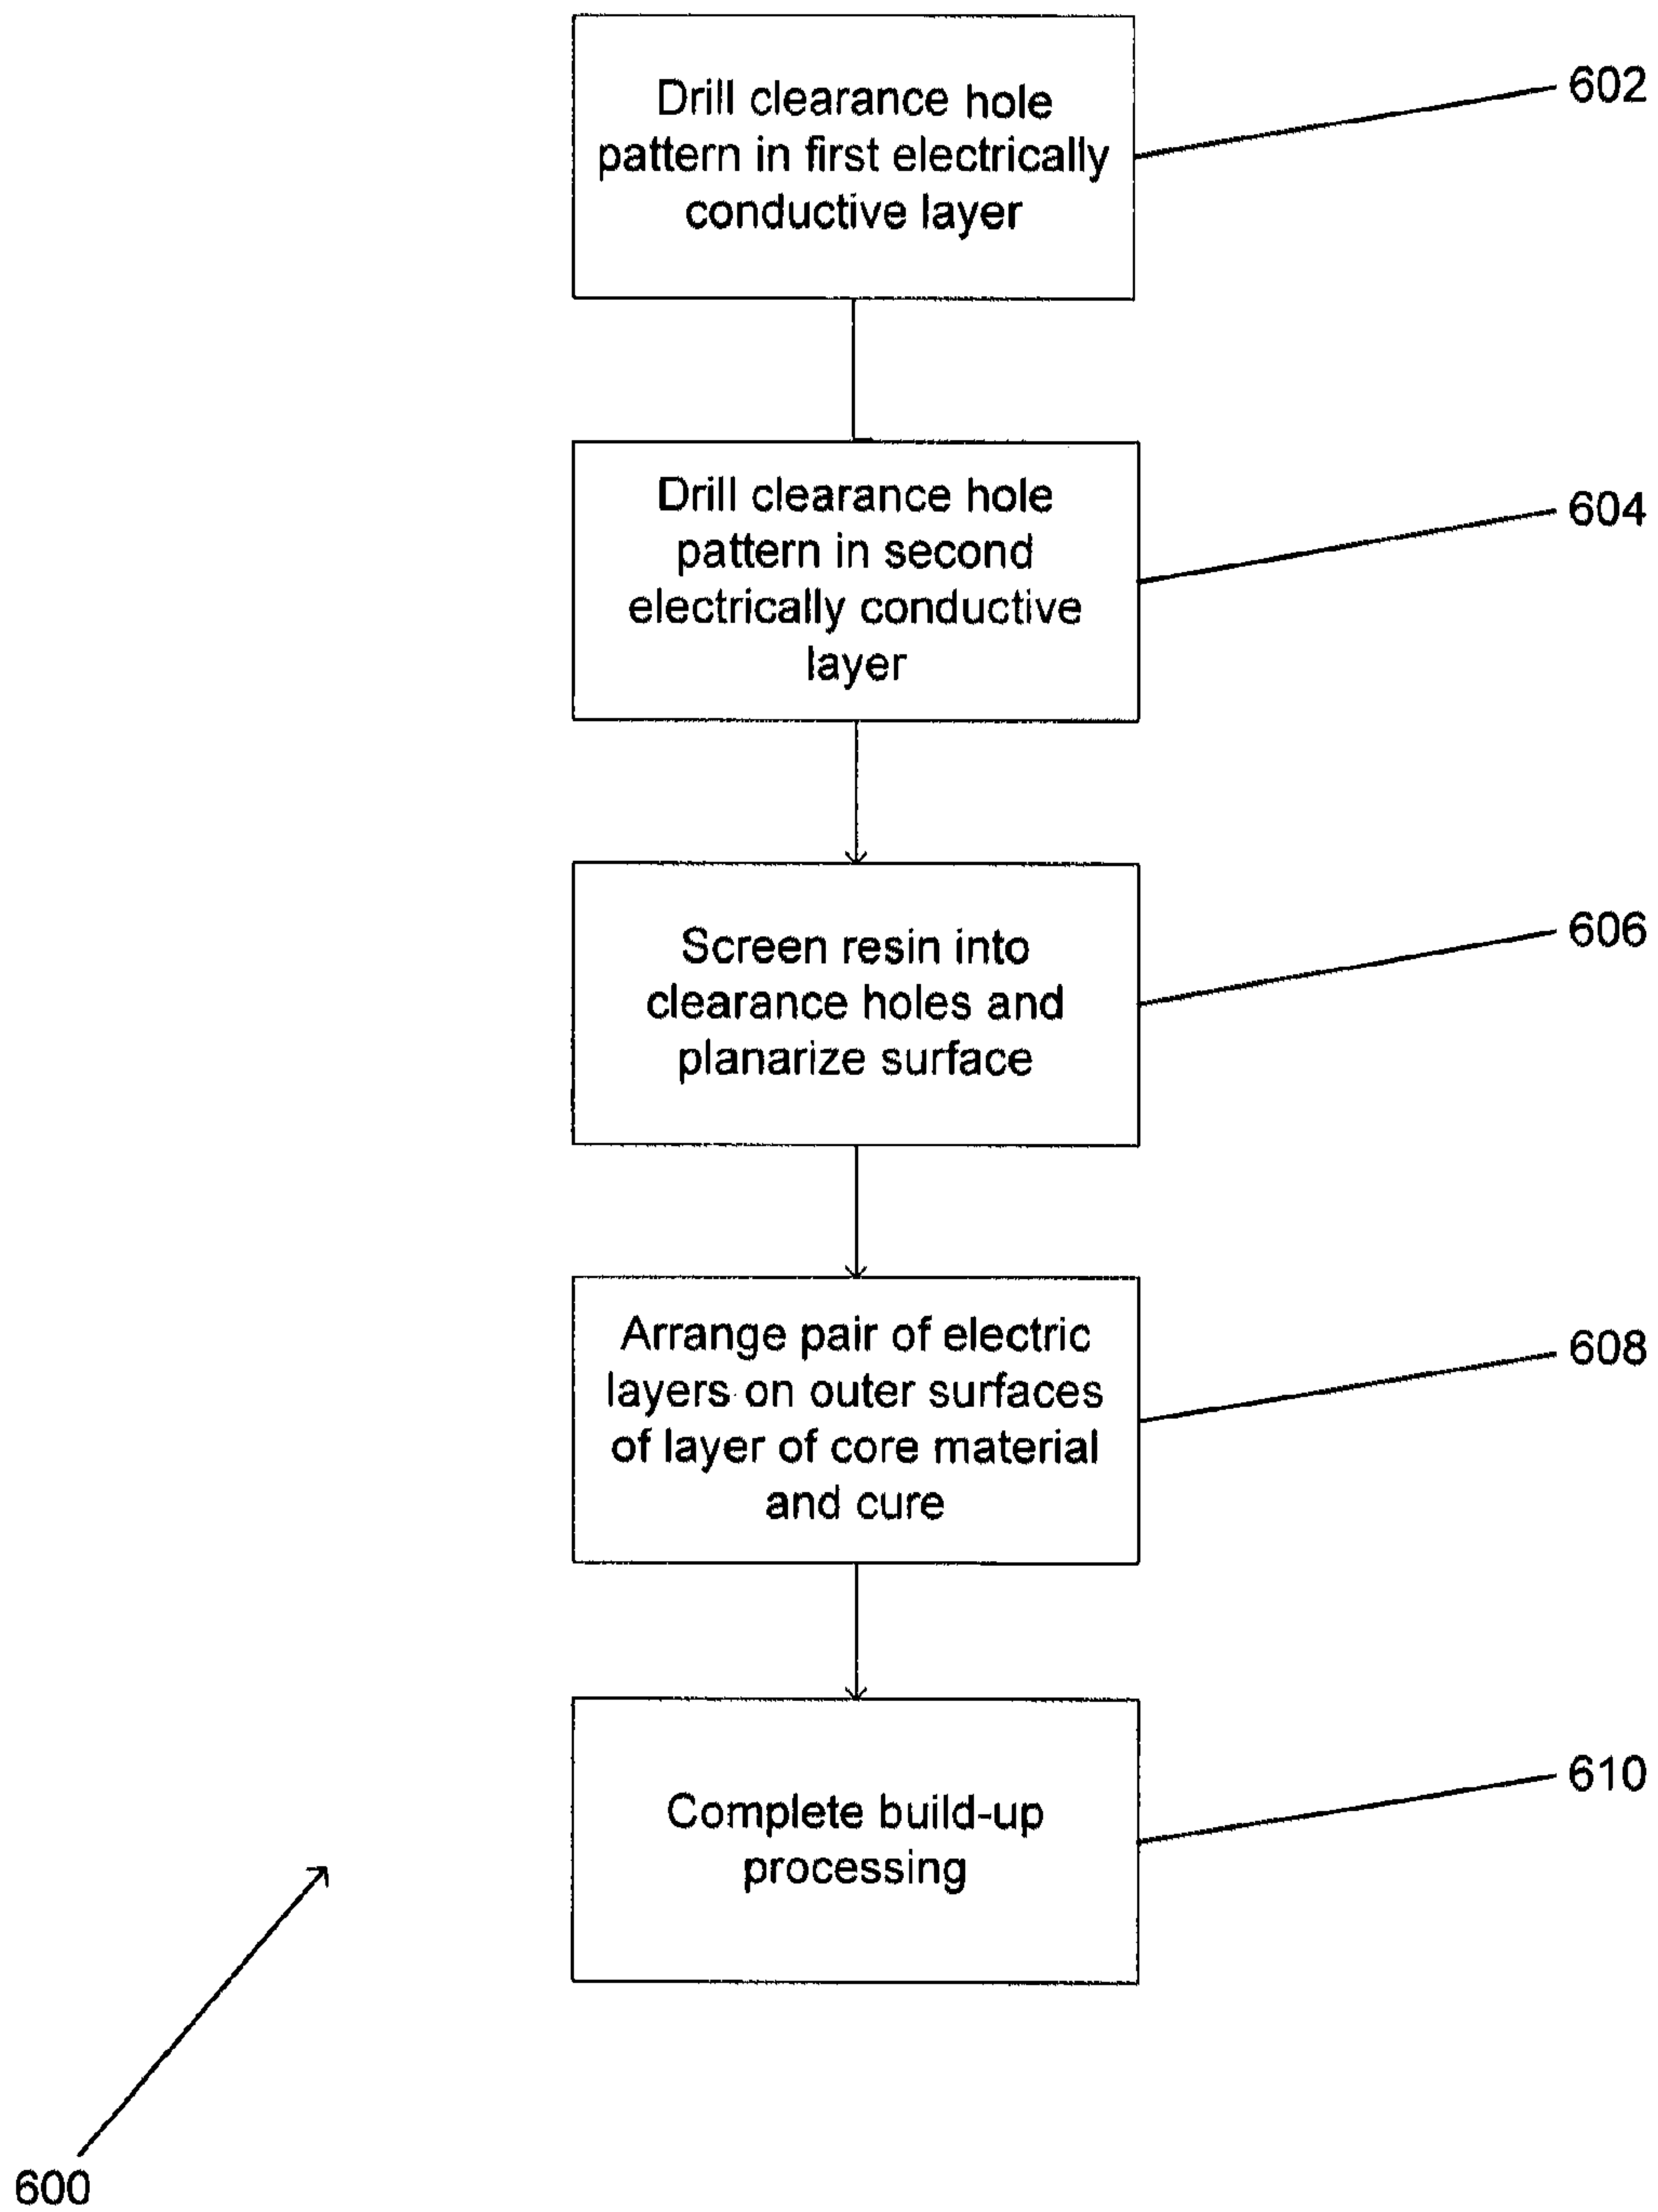 Drill clearance hole
pattern in first electrically
conductive layer
602
Drill clearance hole
pattern in second
electrically conductive
layer
604
Screen resin into
clearance holes and
planarize surface
606
Arrange pair of electric
layers on outer surfaces
of layer of core material
and cure
608
Complete build-up
processing
610
600